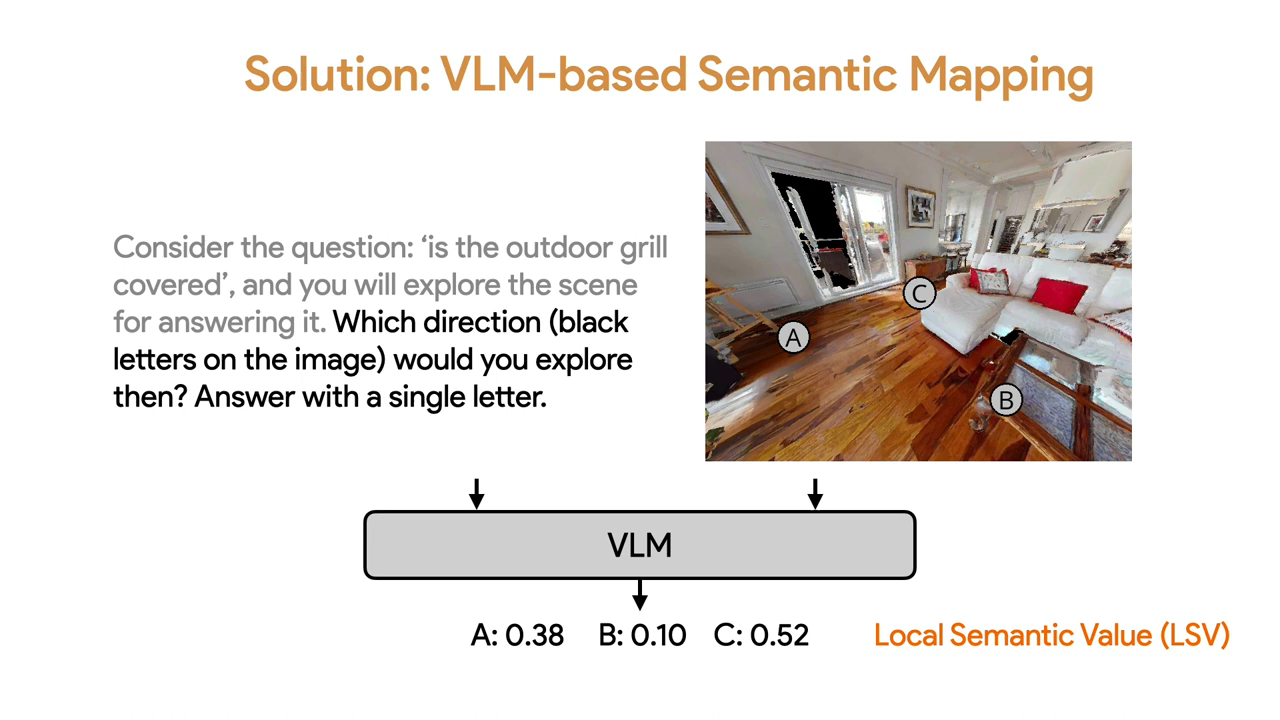 Solution: VLM-based Semantic Mapping
Consider the question: ‘is the outdoor grill
covered’, and you will explore the scene
for answering it. Which direction (black
letters on the image) would you explore
then? Answer with a single letter.
A
C
B
VLM
A: 0.38 B: 0.10 C: 0.52
Local Semantic Value (LSV)